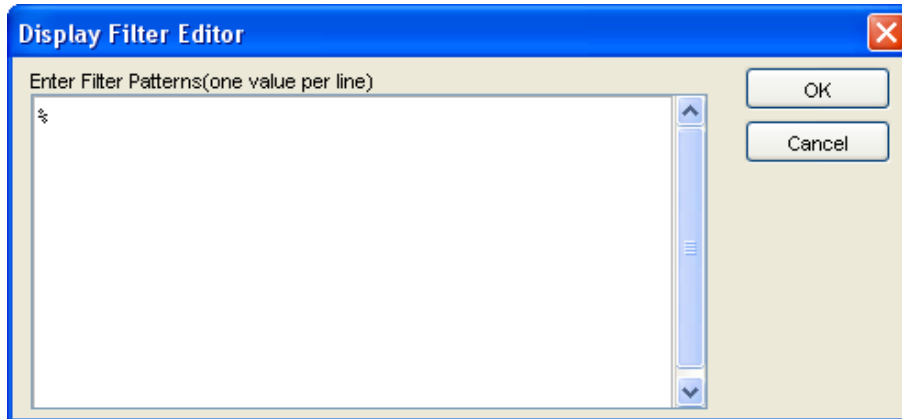 Display Filter Editor
Enter Filter Patterns(one value per line)
OK
%
Cancel